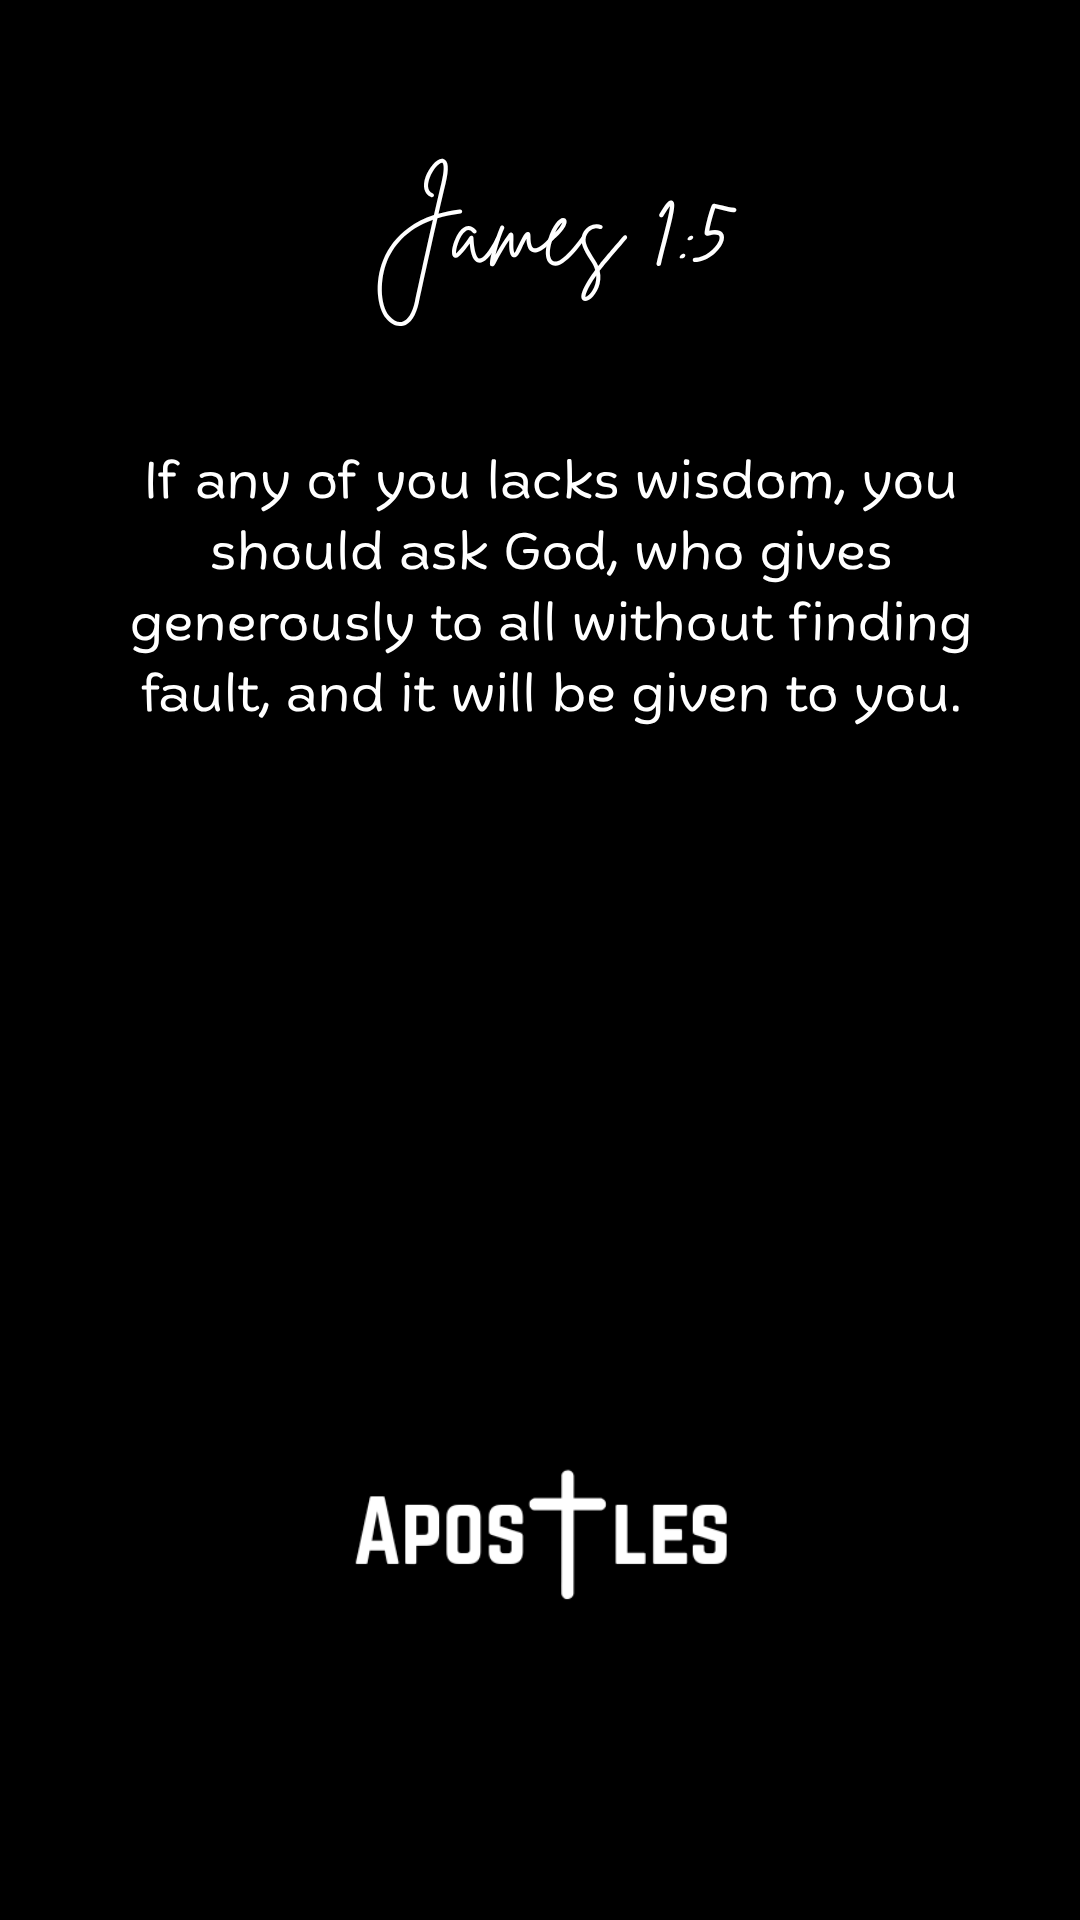 James 1:5
If any of you lacks wisdom, you
should ask God, who gives
generously to all without finding
fault, and it will be given to you.
APOSTLES